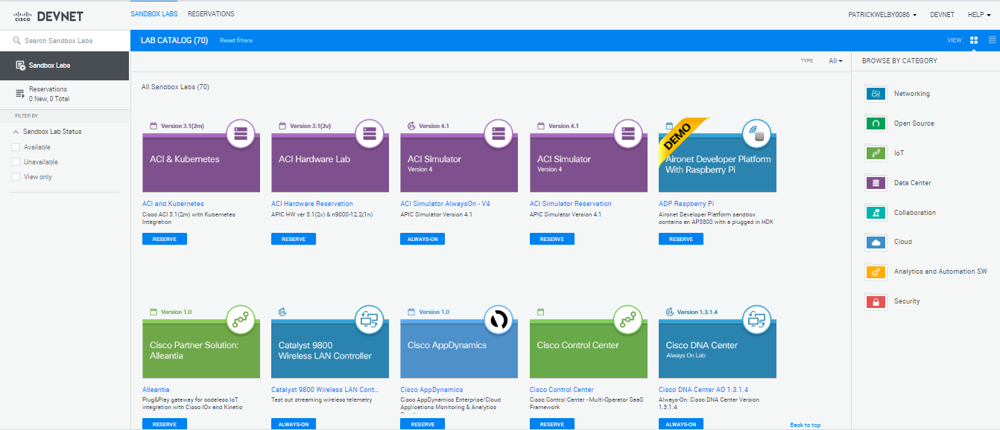 CISCO DEVNET
SANDBOX LABS
RESERVATIONS
PATRICKWELBY0086
DEVNET
HELP
Search Sandbox Labs
LAB CATALOG (70)
Reset filters
VIEW
Sandbox Labs
Reservations
0 New, 0 Total
FILTER BY:
Sandbox Lab Status
Available
Unavailable
View only
TYPE
All
All Sandbox Labs (70)
Version 3.1(2m)
ACI & Kubernetes
ACI and Kubernetes
Cisco ACI 3.1(2m) with Kubernetes
Integration
RESERVE
Version 3.1(2v)
ACI Hardware Lab
ACI Hardware Reservation
APIC HW ver 3.1(2v) & n9000-12.2(1n)
RESERVE
24
Version 4.1
ACI Simulator
Version 4
ACI Simulator AlwaysOn - V4
APIC Simulator Version 4.1
ALWAYS-ON
Version 4.1
ACI Simulator
Version 4
ACI Simulator Reservation
APIC Simulator Version 4.1
RESERVE
DEMO
Aironet Developer Platform
With Raspberry Pi
ADP Raspberry Pi
Aironet Developer Platform sandbox
contains an AP3800 with a plugged in HDK
RESERVE
Version 1.0
Cisco Partner Solution:
Alleantia
Alleantia
Plug&Play gateway for codeless IoT
integration with Cisco IOx and Kinetic
RESERVE
24
Catalyst 9800
Wireless LAN Controller
Catalyst 9800 Wireless LAN Cont...
Test out streaming wireless telemetry
ALWAYS-ON
Version 1.0
Cisco AppDynamics
Cisco AppDynamics
Cisco AppDynamics Enterprise/Cloud
Applications Monitoring & Analytics
RESERVE
Cisco Control Center
Cisco Control Center
Cisco Control Center - Multi-Operator SaaS
Framework
RESERVE
24
Version 1.3.1.4
Cisco DNA Center
Always On Lab
Cisco DNA Center AO 1.3.1.4
Always-On: Cisco DNA Center Version
1.3.1.4
ALWAYS-ON
Back to top
BROWSE BY CATEGORY
Networking
Open Source
IoT
Data Center
Collaboration
Cloud
Analytics and Automation SW
Security